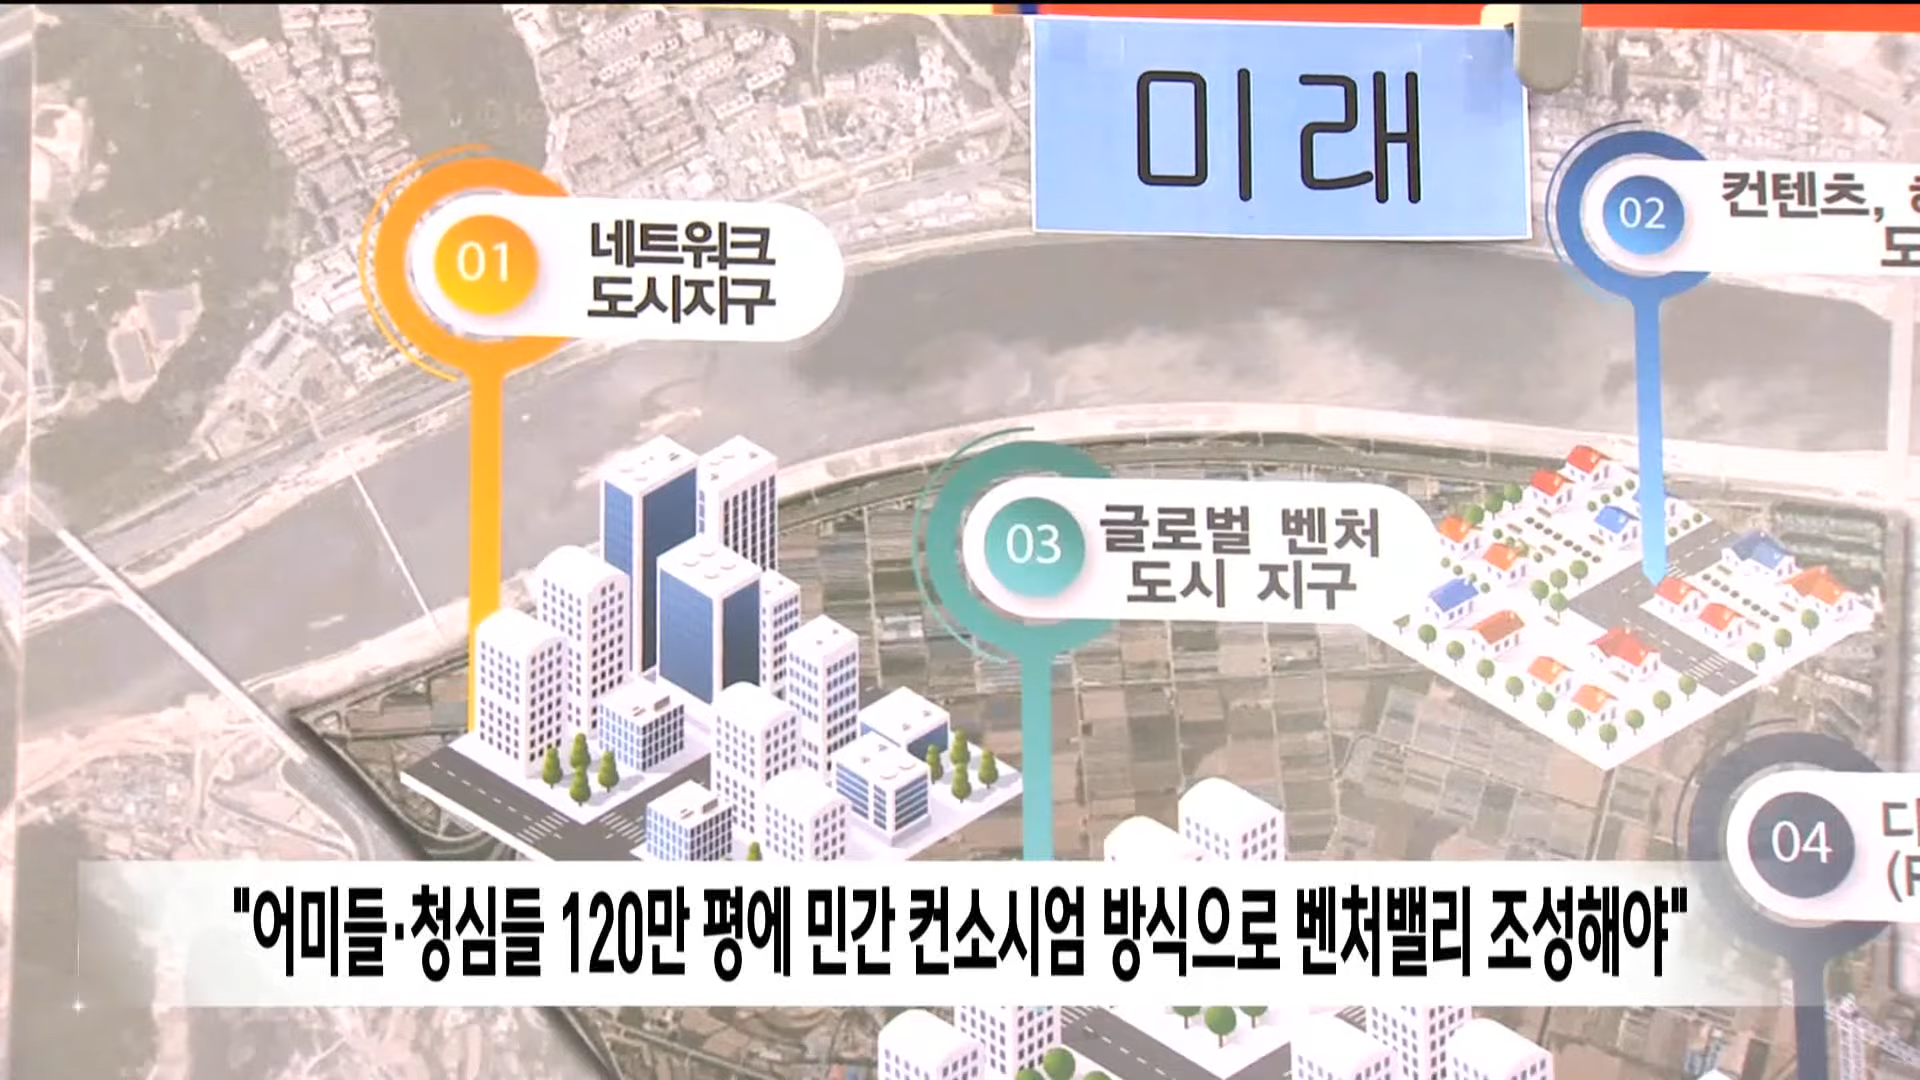 미래
01
네트워크
도시지구
02
컨텐츠,
03
글로벌 벤처
도시 지구
04
"어미들·청심들 120만 평에 민간 컨소시엄 방식으로 벤처밸리 조성해야"